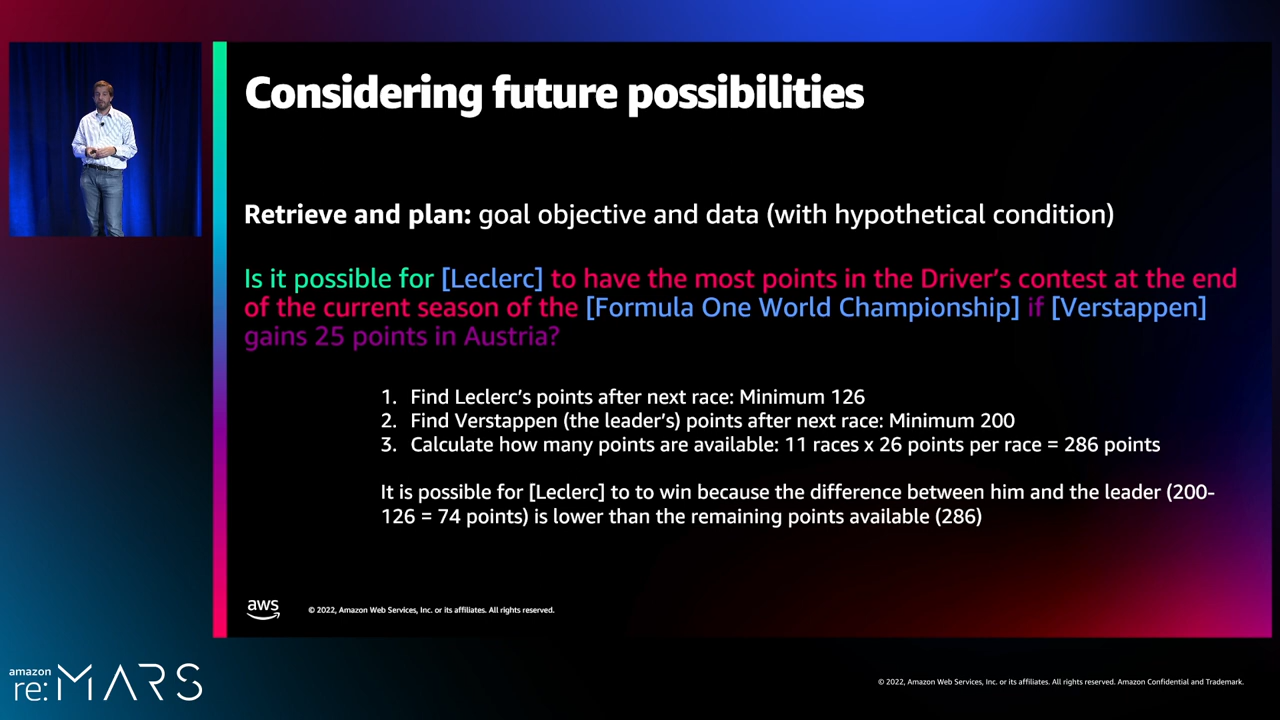 Considering future possibilities
Retrieve and plan: goal objective and data (with hypothetical condition)
Is it possible for [Leclerc] to have the most points in the Driver's contest at the end
of the current season of the [Formula One World Championship] if [Verstappen]
gains 25 points in Austria?
1. Find Leclerc's points after next race: Minimum 126
2. Find Verstappen (the leader's) points after next race: Minimum 200
3. Calculate how many points are available: 11 races x 26 points per race = 286 points
It is possible for [Leclerc] to to win because the difference between him and the leader (200-
126 = 74 points) is lower than the remaining points available (286)
aws
© 2022, Amazon Web Services, Inc. or its affiliates. All rights reserved.
amazon
re:MARS
© 2022, Amazon Web Services, Inc. or its affiliates. All rights reserved. Amazon Confidential and Trademark.